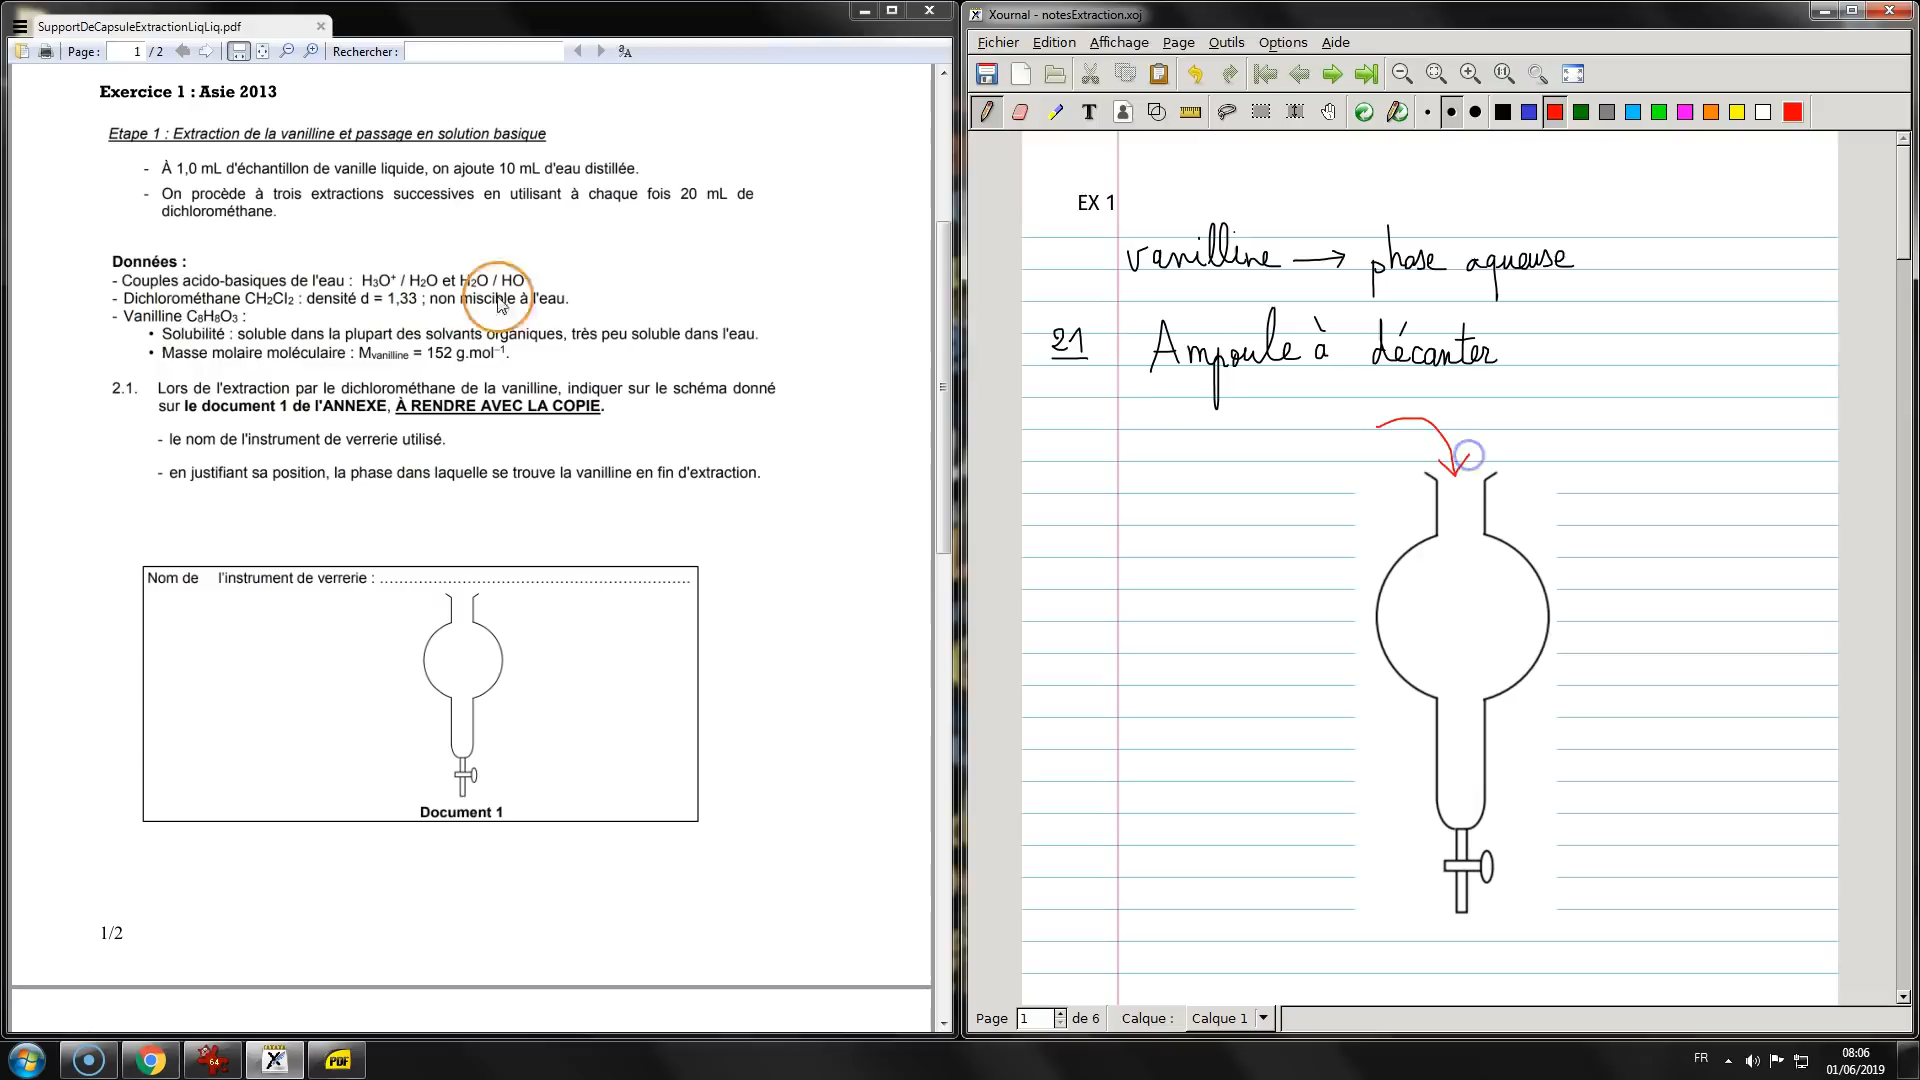 SupportDeCapsuleExtractionLiqLiq.pdf
Page : 1 / 2 Rechercher :
Exercice 1 : Asie 2013
Etape 1 : Extraction de la vanilline et passage en solution basique
- À 1,0 mL d'échantillon de vanille liquide, on ajoute 10 mL d'eau distillée.
- On procède à trois extractions successives en utilisant à chaque fois 20 mL de
dichlorométhane.
Données :
- Couples acido-basiques de l'eau : H₃O⁺ / H₂O et H₂O / HO⁻
- Dichlorométhane CH₂Cl₂ : densité d = 1,33 ; non miscible à l'eau.
- Vanilline C₈H₈O₃ :
• Solubilité : soluble dans la plupart des solvants organiques, très peu soluble dans l'eau.
• Masse molaire moléculaire : Mvanilline = 152 g.mol⁻¹.
2.1. Lors de l'extraction par le dichlorométhane de la vanilline, indiquer sur le schéma donné
sur le document 1 de l'ANNEXE, À RENDRE AVEC LA COPIE.
- le nom de l'instrument de verrerie utilisé.
- en justifiant sa position, la phase dans laquelle se trouve la vanilline en fin d'extraction.
Nom de l'instrument de verrerie : ..................................................................
Document 1
1/2
Xournal - notesExtraction.xoj
Fichier Edition Affichage Page Outils Options Aide
EX 1
vanilline → phase aqueuse
21 Ampoule à décanter
Page 1 de 6 Calque : Calque 1
64
PDF
FR
08:06
01/06/2019